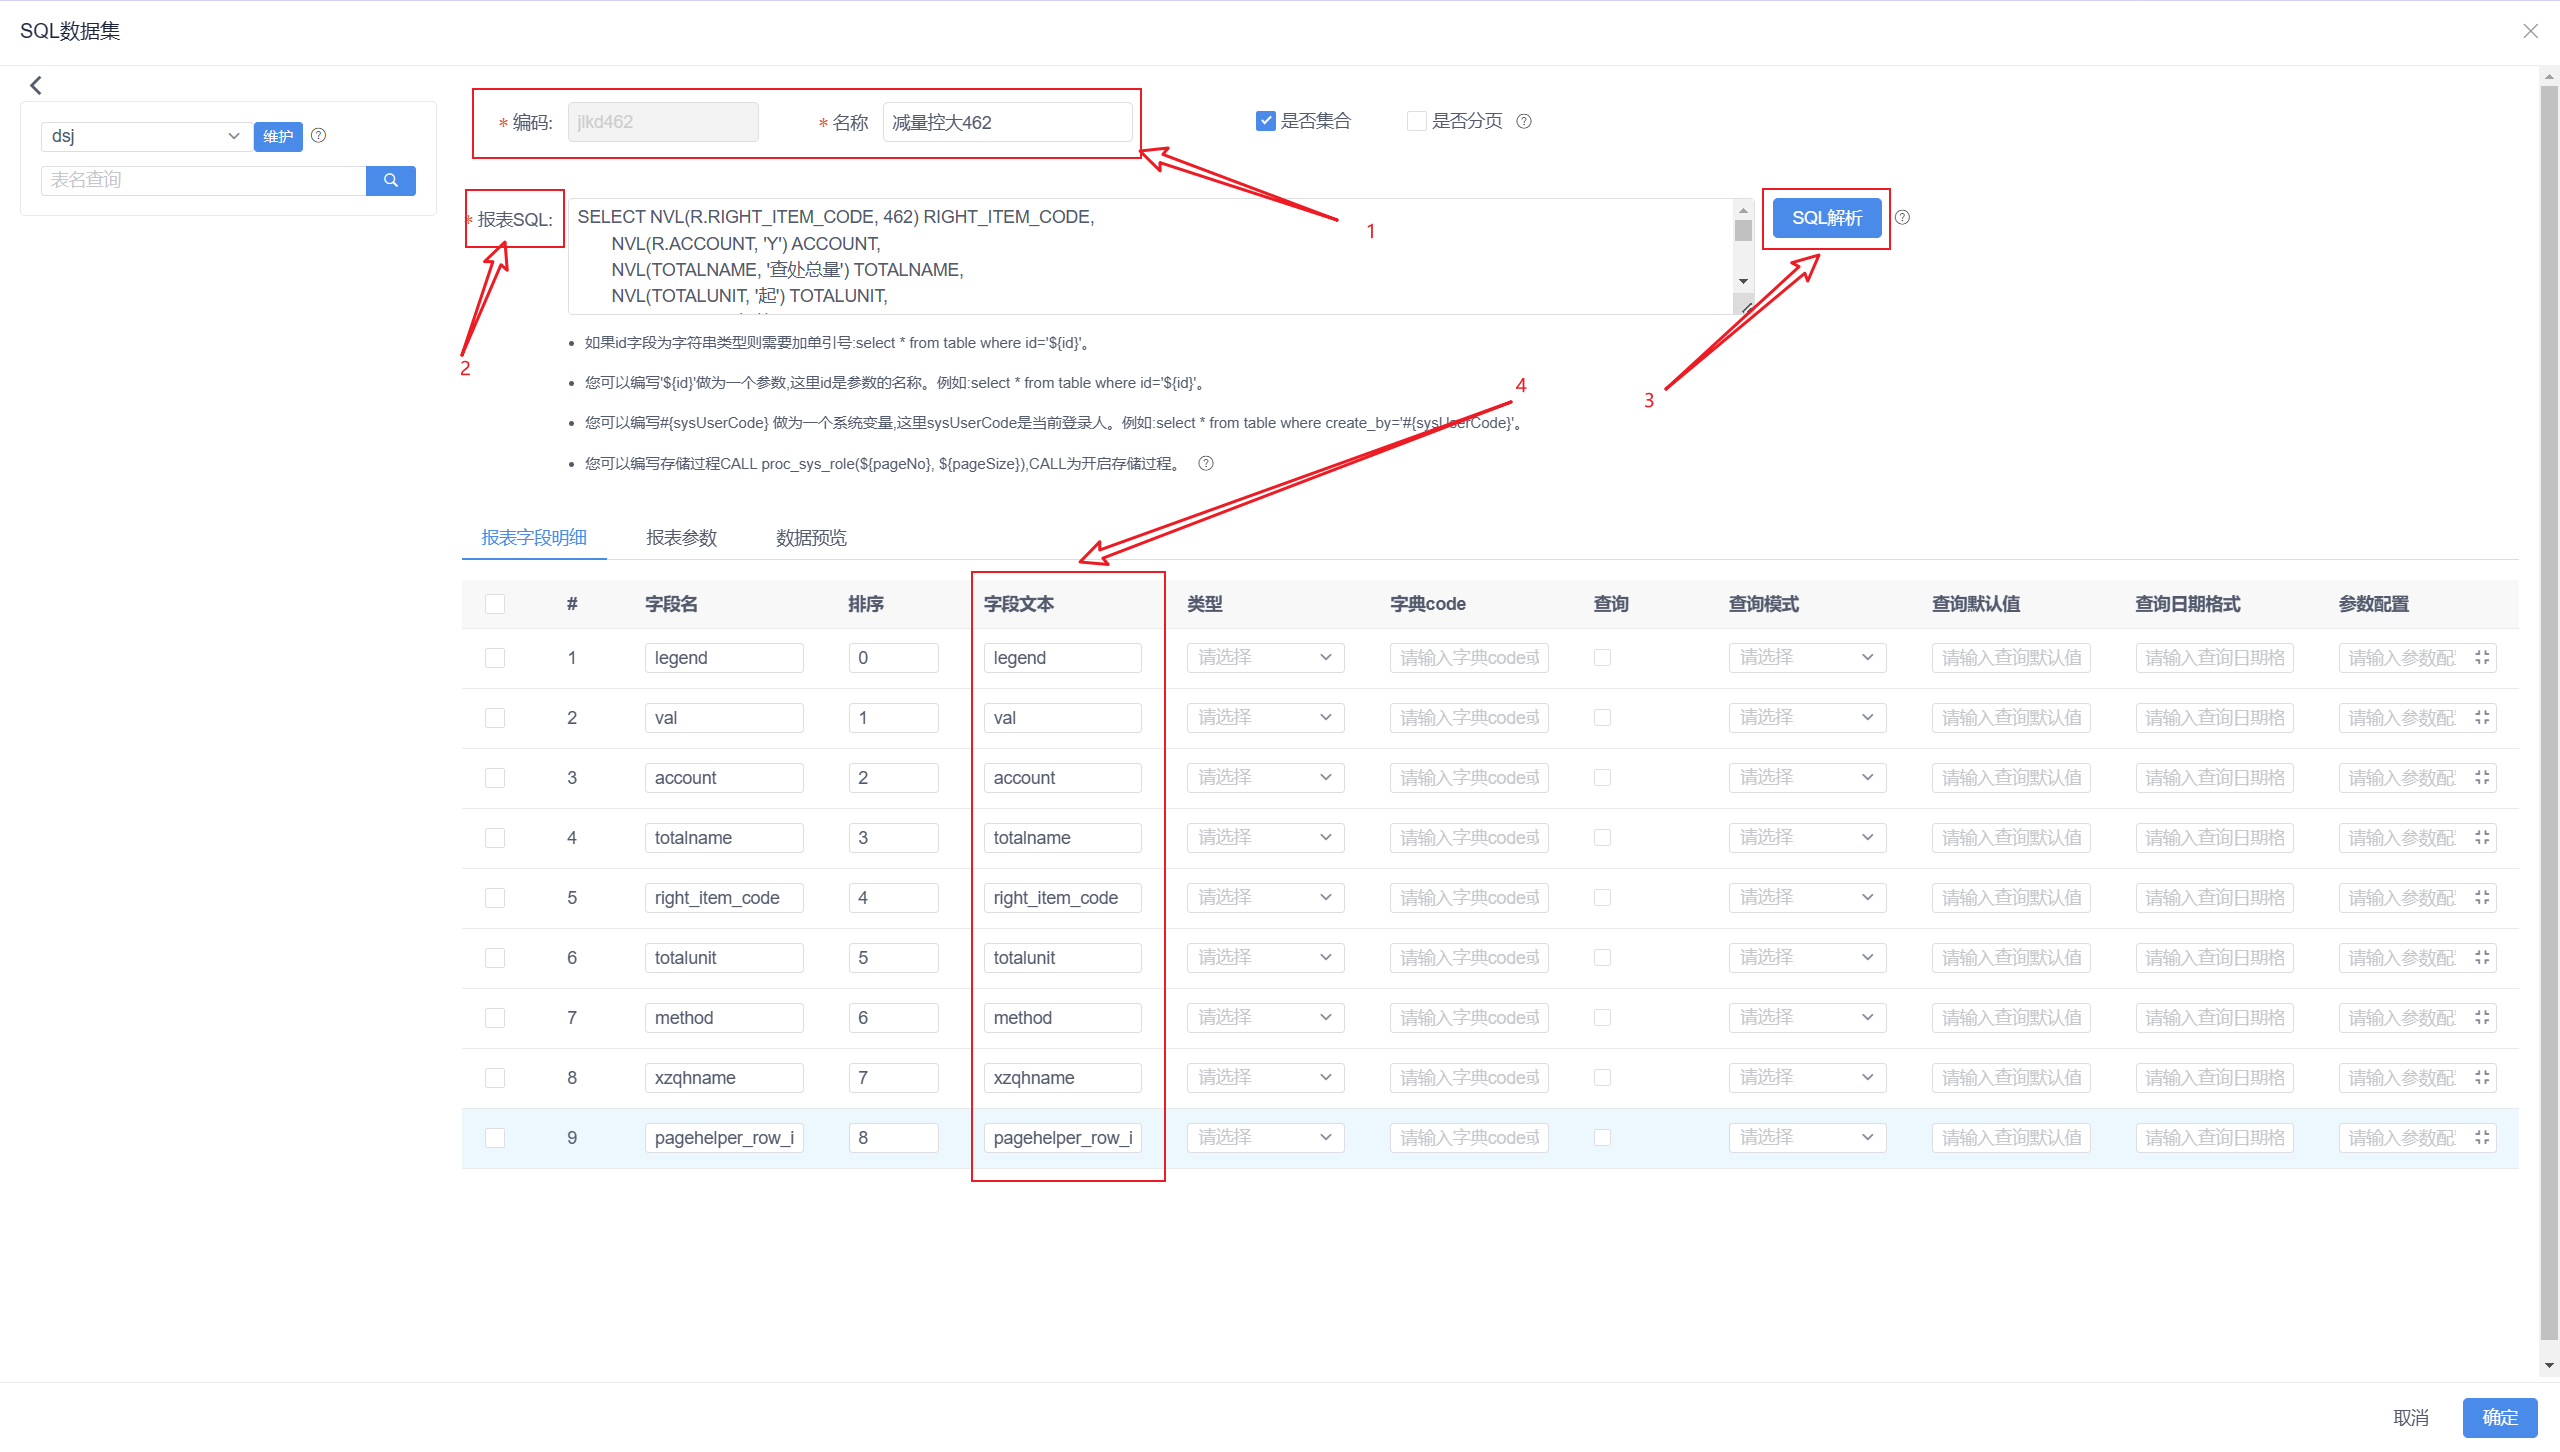 SQL数据集
dsj 维护
表名查询
* 编码: jlkd462 * 名称 减量控大462 是否集合 是否分页
1
* 报表SQL: SELECT NVL(R.RIGHT_ITEM_CODE, 462) RIGHT_ITEM_CODE,
NVL(R.ACCOUNT, 'Y') ACCOUNT,
NVL(TOTALNAME, '查处总量') TOTALNAME,
NVL(TOTALUNIT, '起') TOTALUNIT,
SQL解析
2
3
4
• 如果id字段为字符串类型则需要加单引号:select * from table where id='${id}'。
• 您可以编写'${id}'做为一个参数,这里id是参数的名称。例如:select * from table where id='${id}'。
• 您可以编写#{sysUserCode} 做为一个系统变量,这里sysUserCode是当前登录人。例如:select * from table where create_by='#{sysUserCode}'。
• 您可以编写存储过程CALL proc_sys_role(${pageNo}, ${pageSize}),CALL为开启存储过程。
报表字段明细 报表参数 数据预览
# 字段名 排序 字段文本 类型 字典code 查询 查询模式 查询默认值 查询日期格式 参数配置
1 legend 0 legend 请选择 请输入字典code或 请选择 请输入查询默认值 请输入查询日期格 请输入参数配
2 val 1 val 请选择 请输入字典code或 请选择 请输入查询默认值 请输入查询日期格 请输入参数配
3 account 2 account 请选择 请输入字典code或 请选择 请输入查询默认值 请输入查询日期格 请输入参数配
4 totalname 3 totalname 请选择 请输入字典code或 请选择 请输入查询默认值 请输入查询日期格 请输入参数配
5 right_item_code 4 right_item_code 请选择 请输入字典code或 请选择 请输入查询默认值 请输入查询日期格 请输入参数配
6 totalunit 5 totalunit 请选择 请输入字典code或 请选择 请输入查询默认值 请输入查询日期格 请输入参数配
7 method 6 method 请选择 请输入字典code或 请选择 请输入查询默认值 请输入查询日期格 请输入参数配
8 xzqhname 7 xzqhname 请选择 请输入字典code或 请选择 请输入查询默认值 请输入查询日期格 请输入参数配
9 pagehelper_row_i 8 pagehelper_row_i 请选择 请输入字典code或 请选择 请输入查询默认值 请输入查询日期格 请输入参数配
取消 确定